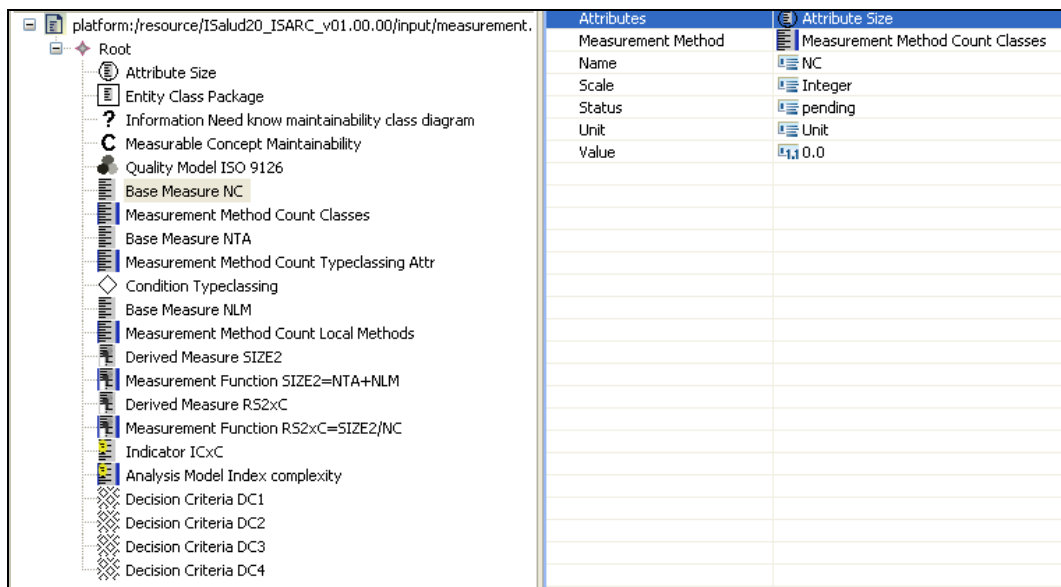 platform:/resource/ISalud20_ISARC_v01.00.00/input/measurement.
Root
Attribute Size
Entity Class Package
? Information Need know maintainability class diagram
C Measurable Concept Maintainability
Quality Model ISO 9126
Base Measure NC
Measurement Method Count Classes
Base Measure NTA
Measurement Method Count Typeclassing Attr
Condition Typeclassing
Base Measure NLM
Measurement Method Count Local Methods
Derived Measure SIZE2
Measurement Function SIZE2=NTA+NLM
Derived Measure RS2xC
Measurement Function RS2xC=SIZE2/NC
Indicator ICxC
Analysis Model Index complexity
Decision Criteria DC1
Decision Criteria DC2
Decision Criteria DC3
Decision Criteria DC4
Attributes Attribute Size
Measurement Method Measurement Method Count Classes
Name NC
Scale Integer
Status pending
Unit Unit
Value 1.1 0.0